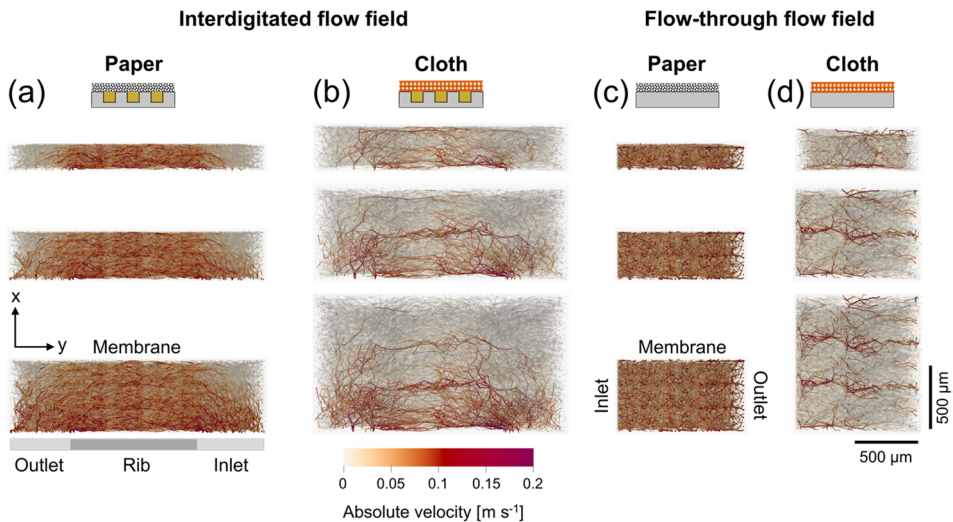 Interdigitated flow field
Flow-through flow field
(a)
Paper
(b)
Cloth
(c)
Paper
(d)
Cloth
x
y
Membrane
Outlet
Rib
Inlet
0
0.05
0.1
0.15
0.2
Absolute velocity [m s⁻¹]
Membrane
Inlet
Outlet
500 µm
500 µm